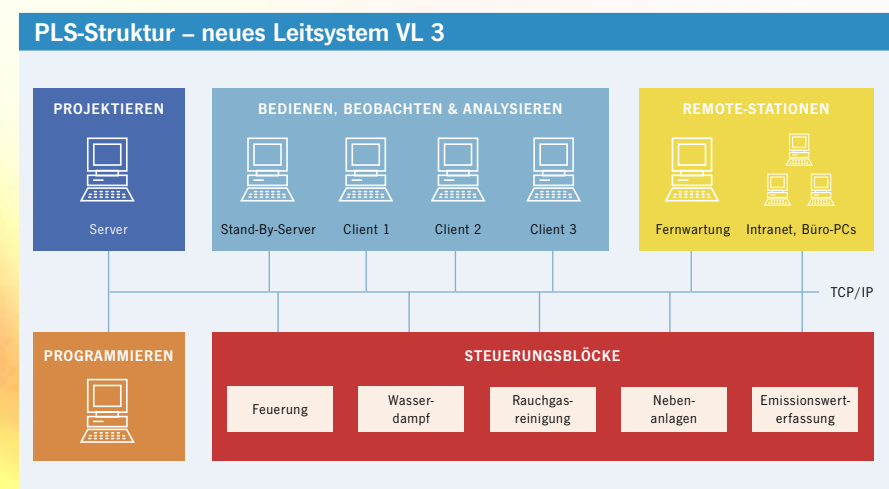 PLS-Struktur – neues Leitsystem VL 3
PROJEKTIEREN
Server
BEDIENEN, BEOBACHTEN & ANALYSIEREN
Stand-By-Server
Client 1
Client 2
Client 3
REMOTE-STATIONEN
Fernwartung
Intranet, Büro-PCs
TCP/IP
PROGRAMMIEREN
STEUERUNGSBLÖCKE
Feuerung
Wasser-
dampf
Rauchgas-
reinigung
Neben-
anlagen
Emissionswert-
erfassung